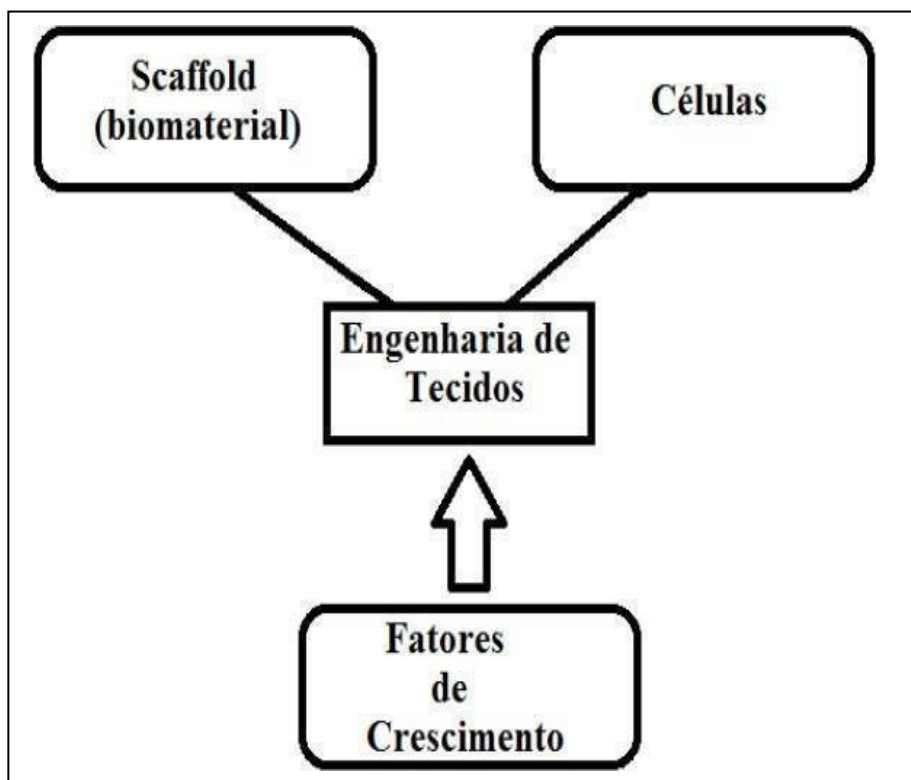 Scaffold
(biomaterial)
Células
Engenharia de
Tecidos
Fatores
de
Crescimento